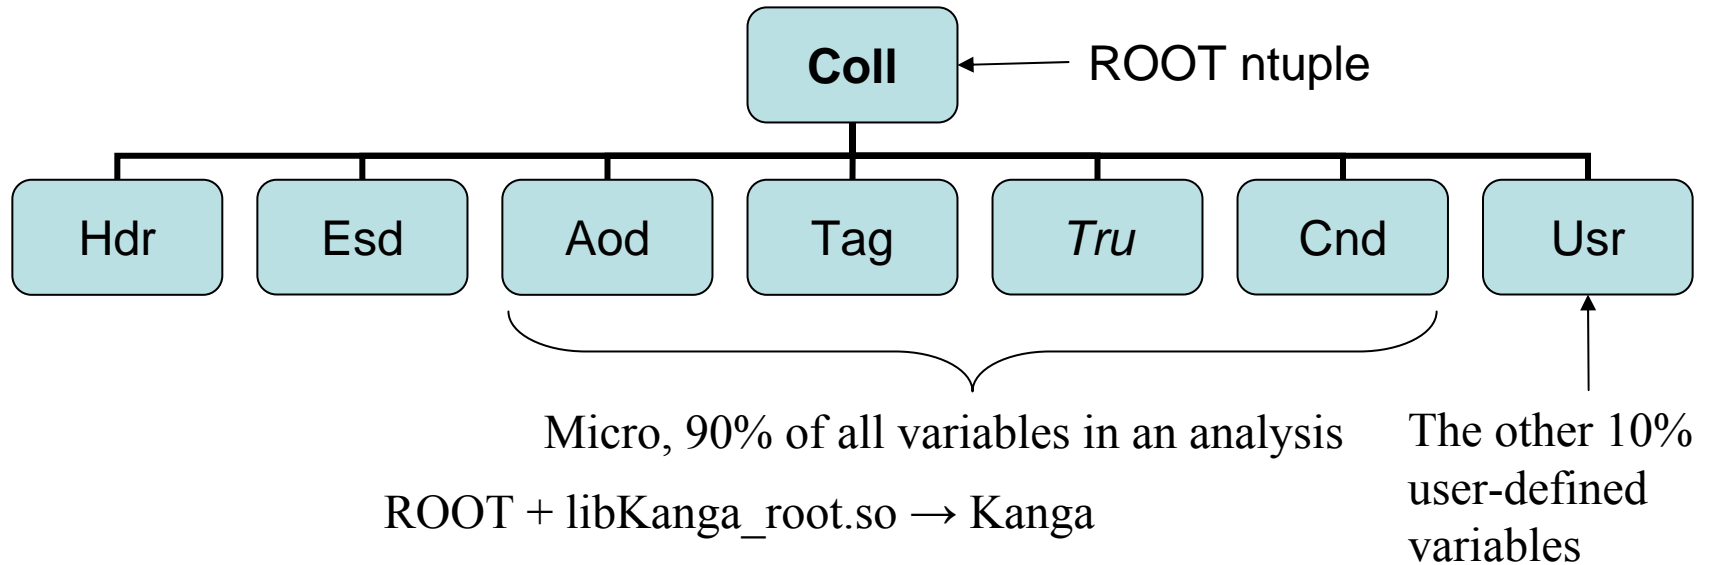 Coll
ROOT ntuple
Hdr
Esd
Aod
Tag
Tru
Cnd
Usr
Micro, 90% of all variables in an analysis
ROOT + libKanga_root.so → Kanga
The other 10%
user-defined
variables